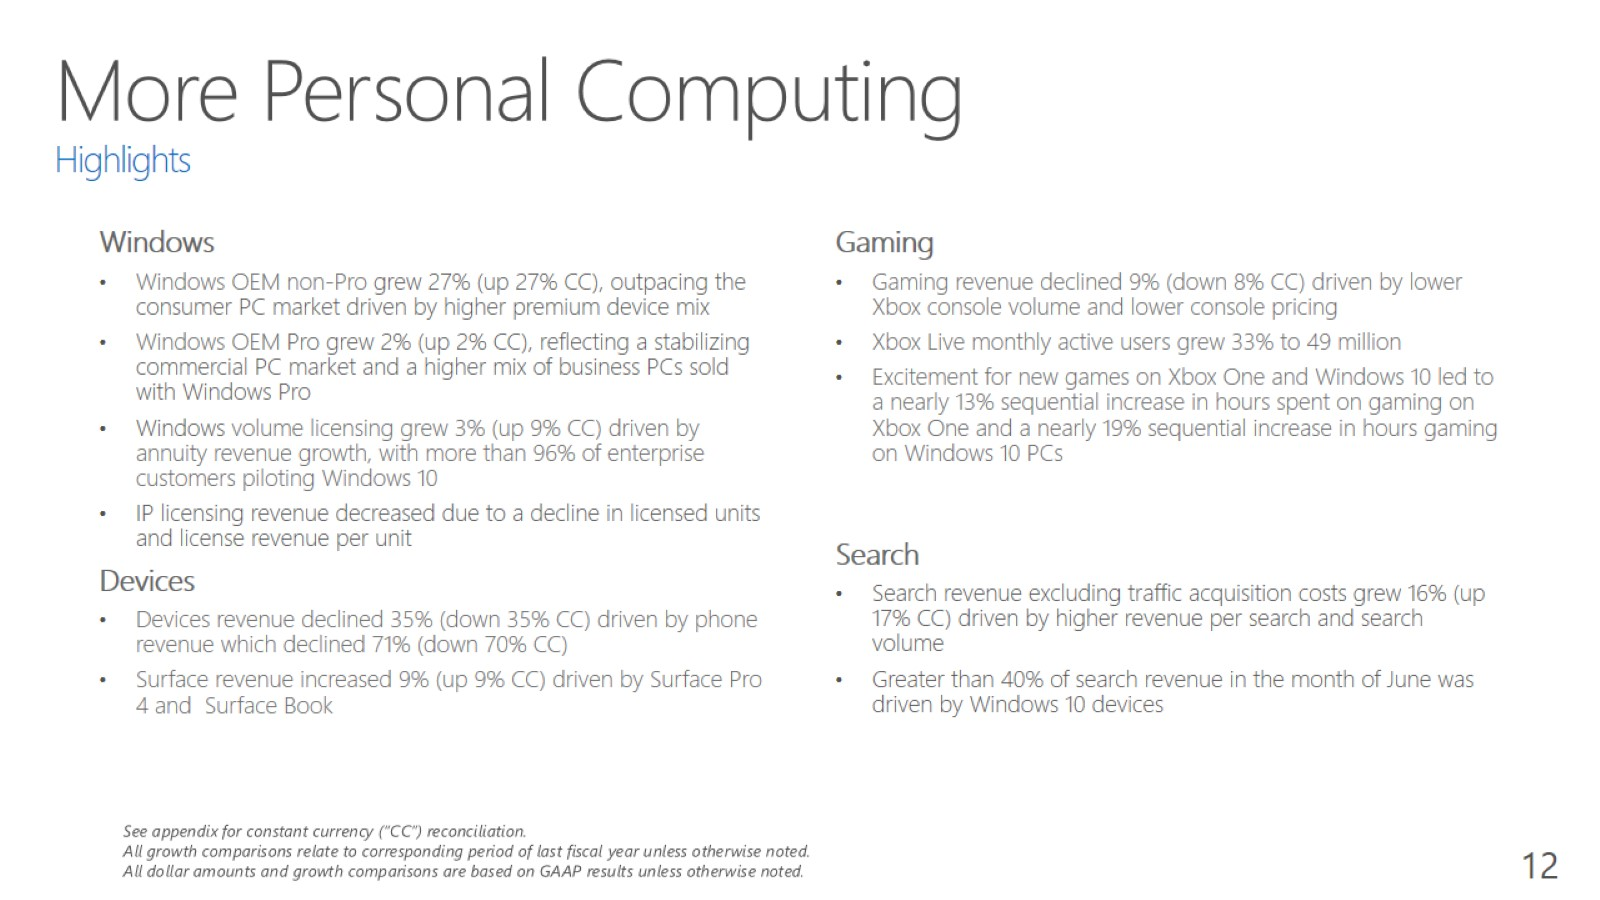 More Personal Computing
Highlights
Windows
• Windows OEM non-Pro grew 27% (up 27% CC), outpacing the
consumer PC market driven by higher premium device mix
• Windows OEM Pro grew 2% (up 2% CC), reflecting a stabilizing
commercial PC market and a higher mix of business PCs sold
with Windows Pro
• Windows volume licensing grew 3% (up 9% CC) driven by
annuity revenue growth, with more than 96% of enterprise
customers piloting Windows 10
• IP licensing revenue decreased due to a decline in licensed units
and license revenue per unit
Devices
• Devices revenue declined 35% (down 35% CC) driven by phone
revenue which declined 71% (down 70% CC)
• Surface revenue increased 9% (up 9% CC) driven by Surface Pro
4 and  Surface Book
Gaming
• Gaming revenue declined 9% (down 8% CC) driven by lower
Xbox console volume and lower console pricing
• Xbox Live monthly active users grew 33% to 49 million
• Excitement for new games on Xbox One and Windows 10 led to
a nearly 13% sequential increase in hours spent on gaming on
Xbox One and a nearly 19% sequential increase in hours gaming
on Windows 10 PCs
Search
• Search revenue excluding traffic acquisition costs grew 16% (up
17% CC) driven by higher revenue per search and search
volume
• Greater than 40% of search revenue in the month of June was
driven by Windows 10 devices
See appendix for constant currency ("CC") reconciliation.
All growth comparisons relate to corresponding period of last fiscal year unless otherwise noted.
All dollar amounts and growth comparisons are based on GAAP results unless otherwise noted.
12